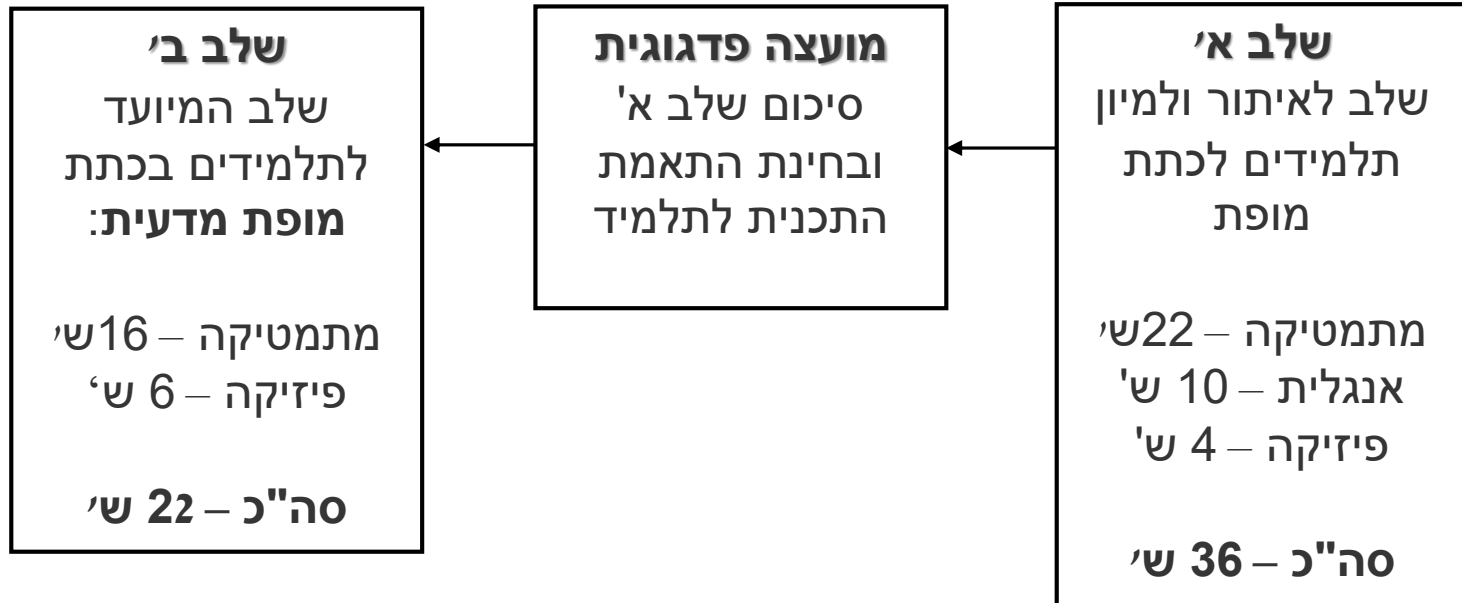 שלב א׳
שלב לאיתור ולמיון
תלמידים לכתת
מופת
מתמטיקה – 22ש׳
אנגלית – 10 ש'
פיזיקה – 4 ש'
סה"כ – 36 ש׳
מועצה פדגוגית
סיכום שלב א'
ובחינת התאמת
התכנית לתלמיד
שלב ב׳
שלב המיועד
לתלמידים בכתת
מופת מדעית:
מתמטיקה – 16ש׳
פיזיקה – 6 ש‘
סה"כ – 22 ש׳